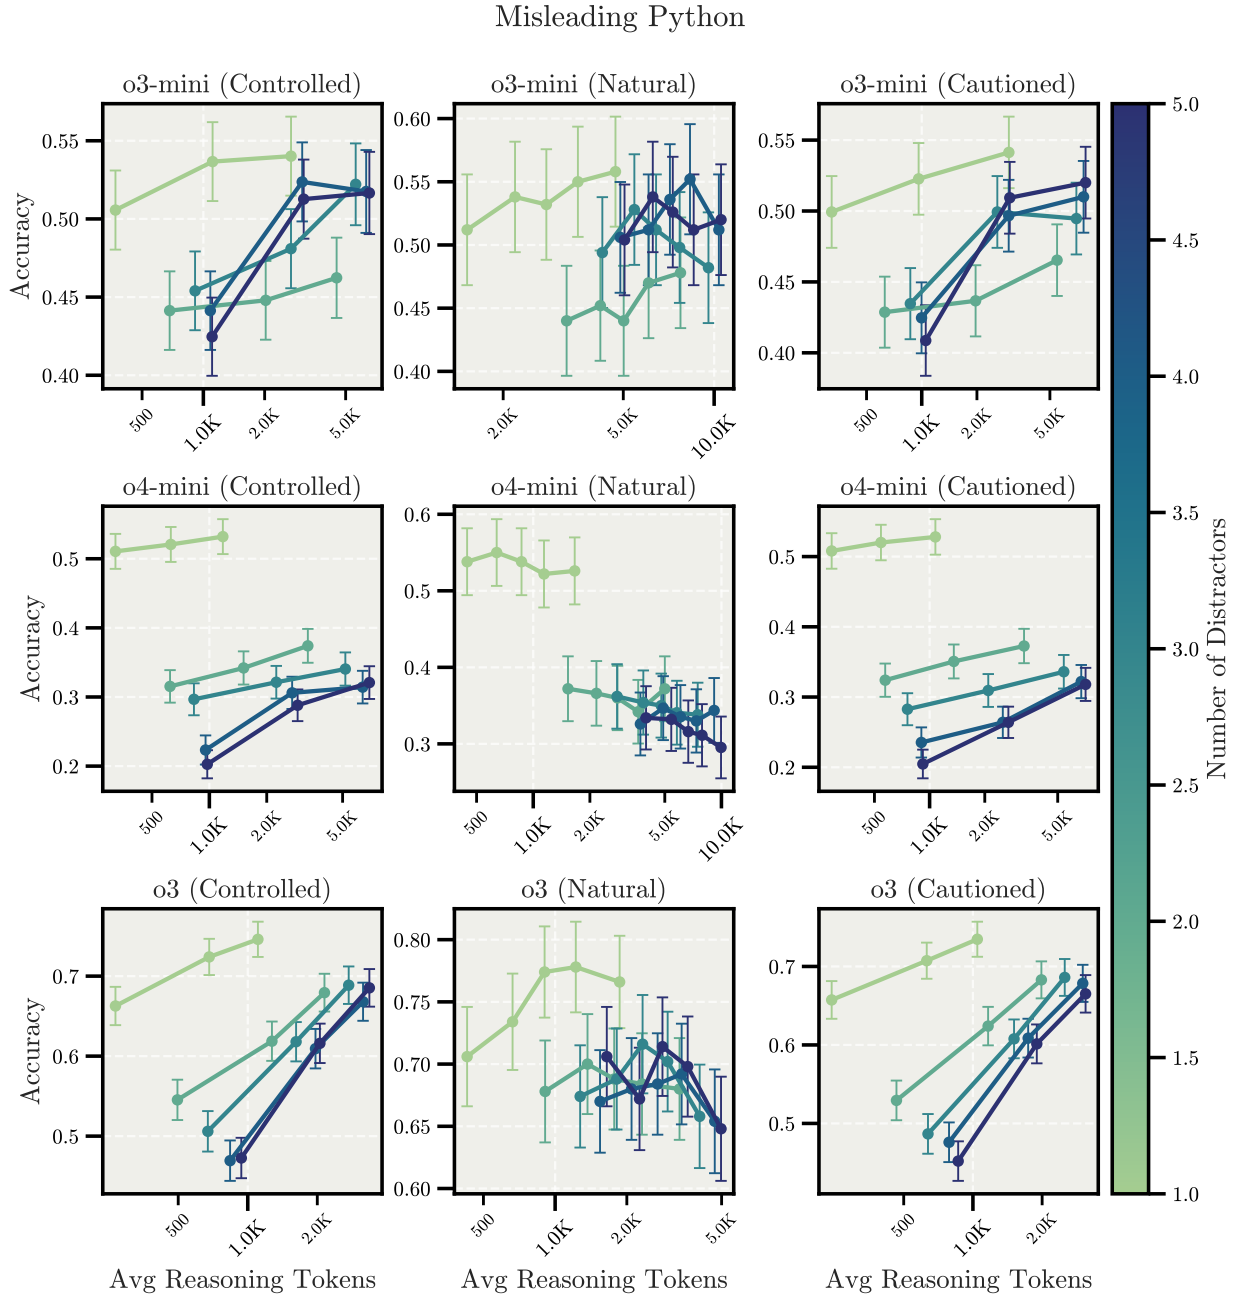 Misleading Python
o3-mini (Controlled)
o3-mini (Natural)
o3-mini (Cautioned)
Accuracy
0.55
0.50
0.45
0.40
500
1.0K
2.0K
5.0K
0.60
0.55
0.50
0.45
0.40
2.0K
5.0K
10.0K
0.55
0.50
0.45
0.40
500
1.0K
2.0K
5.0K
o4-mini (Controlled)
o4-mini (Natural)
o4-mini (Cautioned)
Accuracy
0.5
0.4
0.3
0.2
500
1.0K
2.0K
5.0K
0.6
0.5
0.4
0.3
500
1.0K
2.0K
5.0K
10.0K
0.5
0.4
0.3
0.2
500
1.0K
2.0K
5.0K
o3 (Controlled)
o3 (Natural)
o3 (Cautioned)
Accuracy
0.7
0.6
0.5
500
1.0K
2.0K
Avg Reasoning Tokens
0.80
0.75
0.70
0.65
0.60
500
1.0K
2.0K
5.0K
Avg Reasoning Tokens
0.7
0.6
0.5
500
1.0K
2.0K
Avg Reasoning Tokens
5.0
4.5
4.0
3.5
3.0
2.5
2.0
1.5
1.0
Number of Distractors